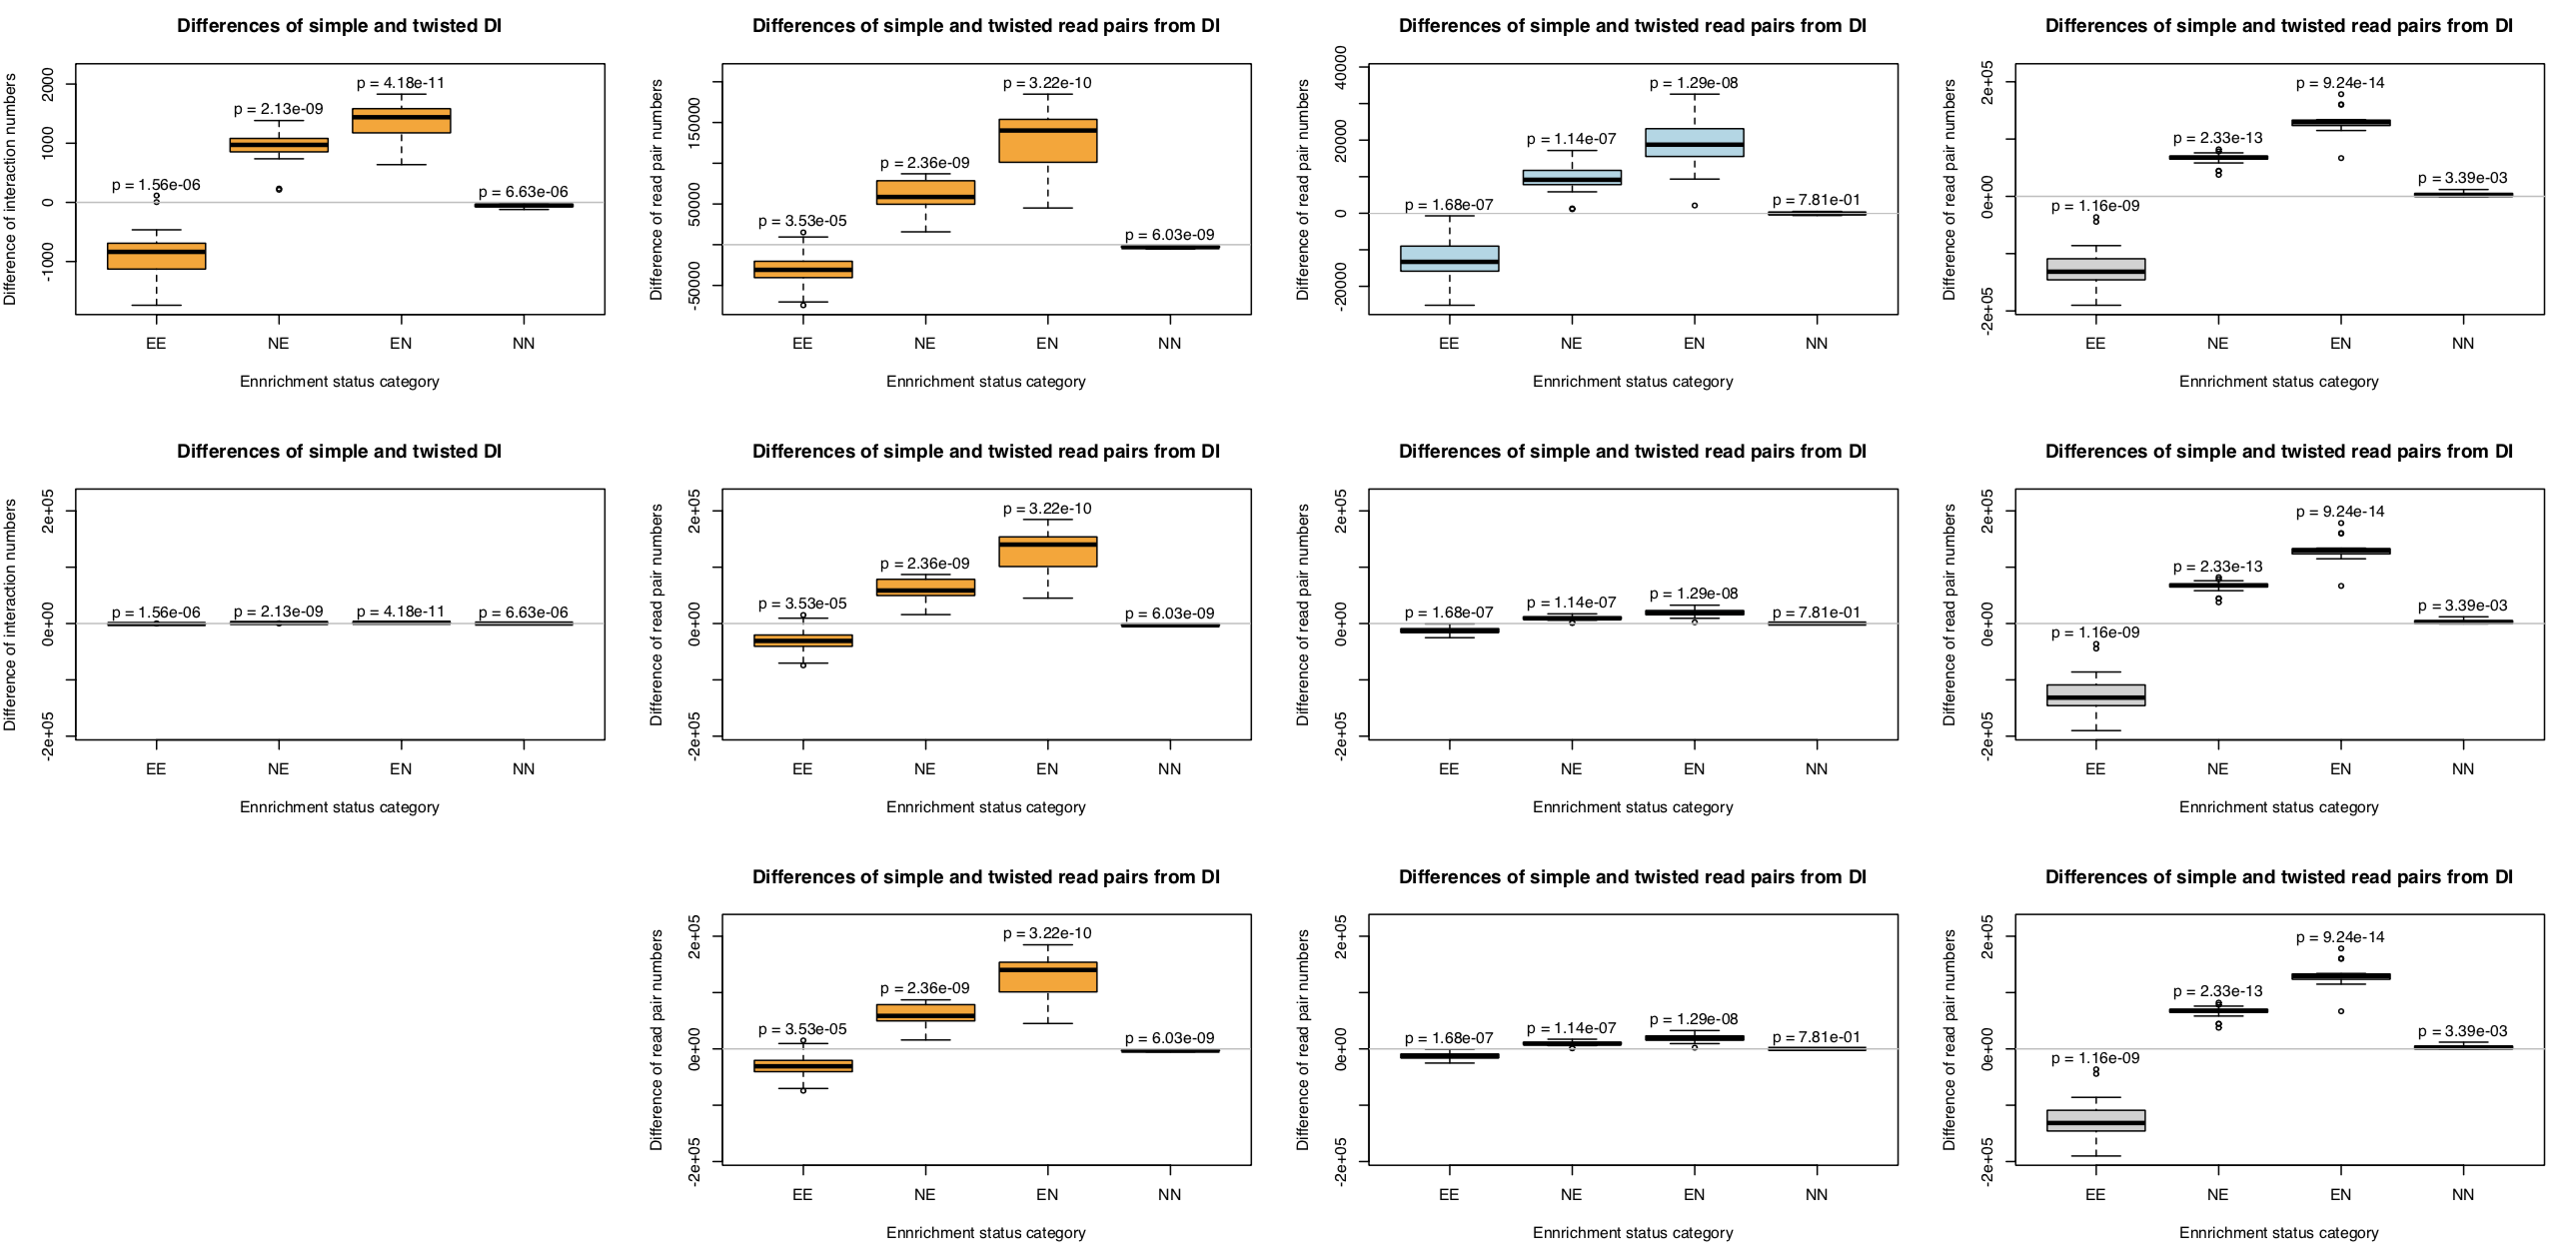 Differences of simple and twisted DI
Difference of interaction numbers
2000
1000
0
-1000
p = 1.56e-06
p = 2.13e-09
p = 4.18e-11
p = 6.63e-06
EE NE EN NN
Ennrichment status category
Differences of simple and twisted read pairs from DI
Difference of read pair numbers
150000
50000
-50000
p = 3.53e-05
p = 2.36e-09
p = 3.22e-10
p = 6.03e-09
EE NE EN NN
Ennrichment status category
Differences of simple and twisted read pairs from DI
Difference of read pair numbers
40000
20000
0
-20000
p = 1.68e-07
p = 1.14e-07
p = 1.29e-08
p = 7.81e-01
EE NE EN NN
Ennrichment status category
Differences of simple and twisted read pairs from DI
Difference of read pair numbers
2e+05
0e+00
-2e+05
p = 1.16e-09
p = 2.33e-13
p = 9.24e-14
p = 3.39e-03
EE NE EN NN
Ennrichment status category
Differences of simple and twisted DI
Difference of interaction numbers
2e+05
0e+00
-2e+05
p = 1.56e-06
p = 2.13e-09
p = 4.18e-11
p = 6.63e-06
EE NE EN NN
Ennrichment status category
Differences of simple and twisted read pairs from DI
Difference of read pair numbers
2e+05
0e+00
-2e+05
p = 3.53e-05
p = 2.36e-09
p = 3.22e-10
p = 6.03e-09
EE NE EN NN
Ennrichment status category
Differences of simple and twisted read pairs from DI
Difference of read pair numbers
2e+05
0e+00
-2e+05
p = 1.68e-07
p = 1.14e-07
p = 1.29e-08
p = 7.81e-01
EE NE EN NN
Ennrichment status category
Differences of simple and twisted read pairs from DI
Difference of read pair numbers
2e+05
0e+00
-2e+05
p = 1.16e-09
p = 2.33e-13
p = 9.24e-14
p = 3.39e-03
EE NE EN NN
Ennrichment status category
Differences of simple and twisted read pairs from DI
Difference of read pair numbers
2e+05
0e+00
-2e+05
p = 3.53e-05
p = 2.36e-09
p = 3.22e-10
p = 6.03e-09
EE NE EN NN
Ennrichment status category
Differences of simple and twisted read pairs from DI
Difference of read pair numbers
2e+05
0e+00
-2e+05
p = 1.68e-07
p = 1.14e-07
p = 1.29e-08
p = 7.81e-01
EE NE EN NN
Ennrichment status category
Differences of simple and twisted read pairs from DI
Difference of read pair numbers
2e+05
0e+00
-2e+05
p = 1.16e-09
p = 2.33e-13
p = 9.24e-14
p = 3.39e-03
EE NE EN NN
Ennrichment status category